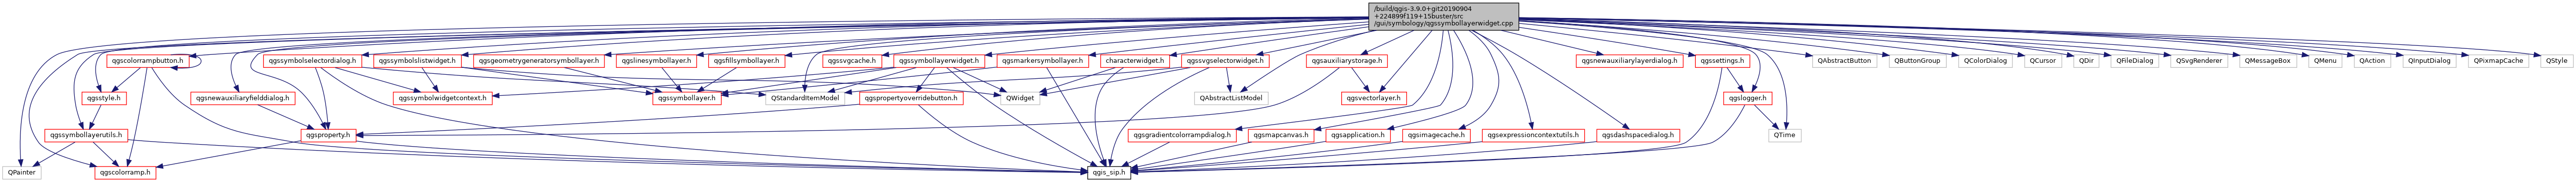 /build/qgis-3.9.0+git20190904
+224899f119+15buster/src
/gui/symbology/qgssymbollayerwidget.cpp
qgscolorrampbutton.h
qgssymbolselectordialog.h
qgssymbolslistwidget.h
qgsgeometrygeneratorsymbollayer.h
qgslinesymbollayer.h
qgsfillsymbollayer.h
qgssvgcache.h
qgssymbollayerwidget.h
qgsmarkersymbollayer.h
characterwidget.h
qgssvgselectorwidget.h
qgsauxiliarystorage.h
qgsnewauxiliarylayerdialog.h
qgssettings.h
QAbstractButton
QButtonGroup
QColorDialog
QCursor
QDir
QFileDialog
QSvgRenderer
QMessageBox
QMenu
QAction
QInputDialog
QPixmapCache
QStyle
qgsstyle.h
qgsnewauxiliaryfielddialog.h
qgssymbolwidgetcontext.h
qgssymbollayer.h
QStandardItemModel
qgspropertyoverridebutton.h
QWidget
QAbstractListModel
qgsvectorlayer.h
qgslogger.h
qgssymbollayerutils.h
qgsproperty.h
qgsgradientcolorrampdialog.h
qgsmapcanvas.h
qgsapplication.h
qgsimagecache.h
qgsexpressioncontextutils.h
qgsdashspacedialog.h
QTime
QPainter
qgscolorramp.h
qgis_sip.h